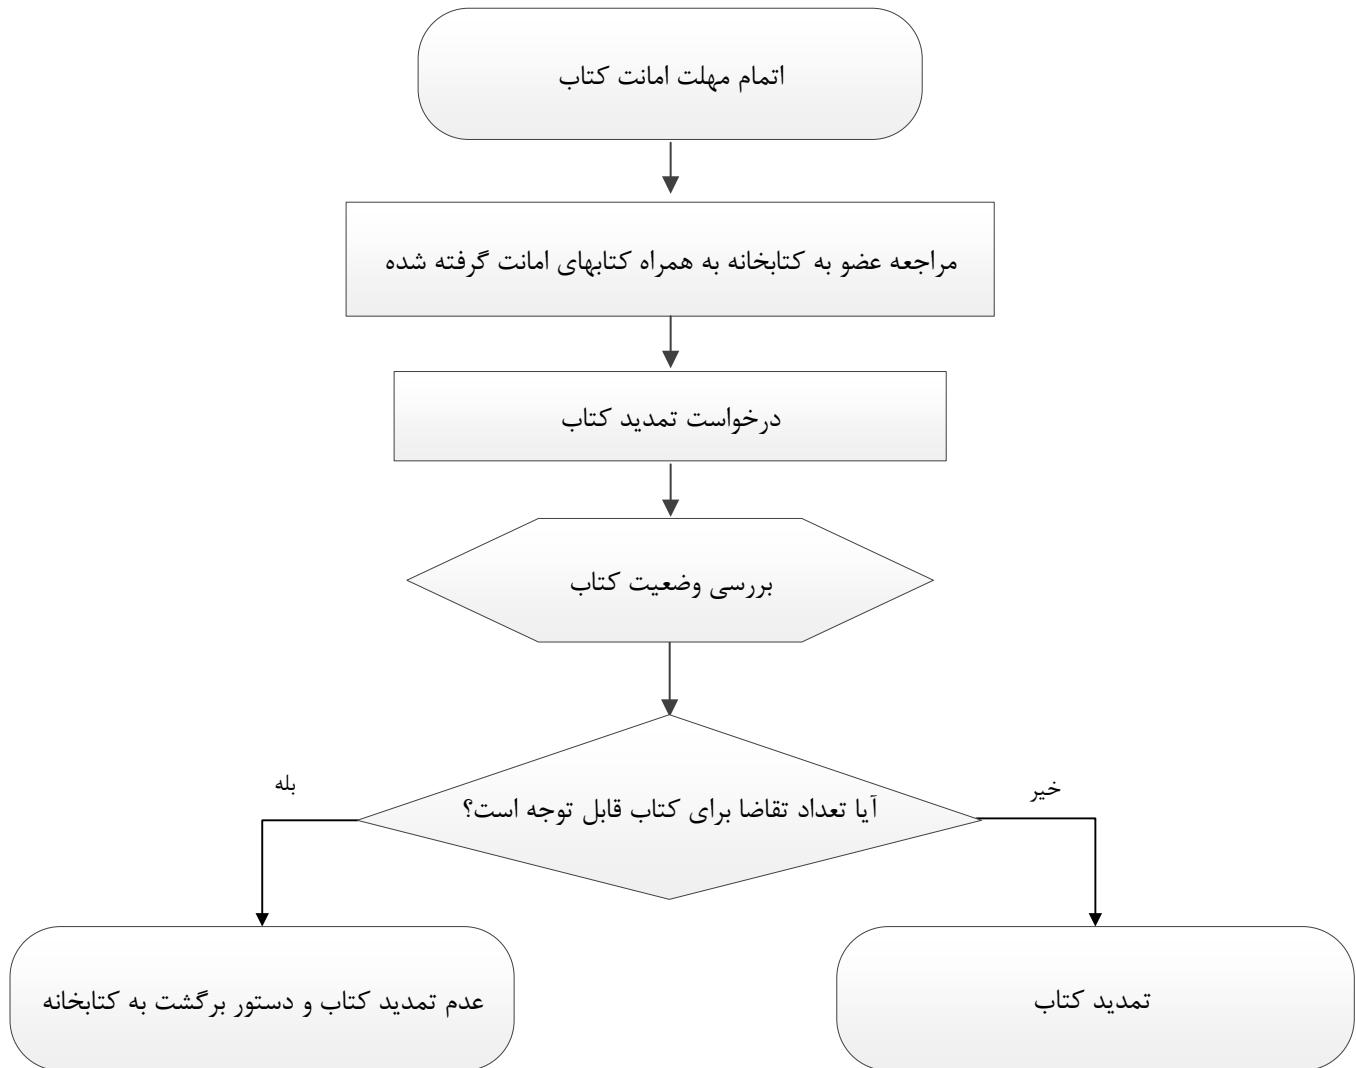 اتمام مهلت امانت کتاب
مراجعه عضو به کتابخانه به همراه کتابهای امانت گرفته شده
درخواست تمدید کتاب
بررسی وضعیت کتاب
آیا تعداد تقاضا برای کتاب قابل توجه است؟
خیر
بله
تمدید کتاب
عدم تمدید کتاب و دستور برگشت به کتابخانه